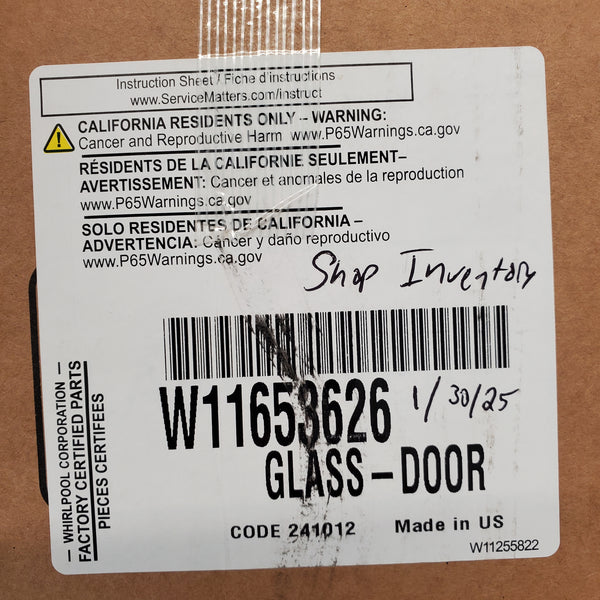 Instruction Sheet / Fiche d'instructions
www.ServiceMatters.com/instruct
CALIFORNIA RESIDENTS ONLY -- WARNING:
Cancer and Reproductive Harm www.P65Warnings.ca.gov
RÉSIDENTS DE LA CALIFORNIE SEULEMENT–
AVERTISSEMENT: Cancer et anomales de la reproduction
www.P65Warnings.ca.gov
SOLO RESIDENTES DE CALIFORNIA –
ADVERTENCIA: Cáncer y daño reproductivo
www.P65Warnings.ca.gov
Shop Inventory
W11653626
1/30/25
GLASS–DOOR
CODE 241012 Made in US
W11255822
— WHIRLPOOL CORPORATION —
FACTORY CERTIFIED PARTS
PIECES CERTIFEES